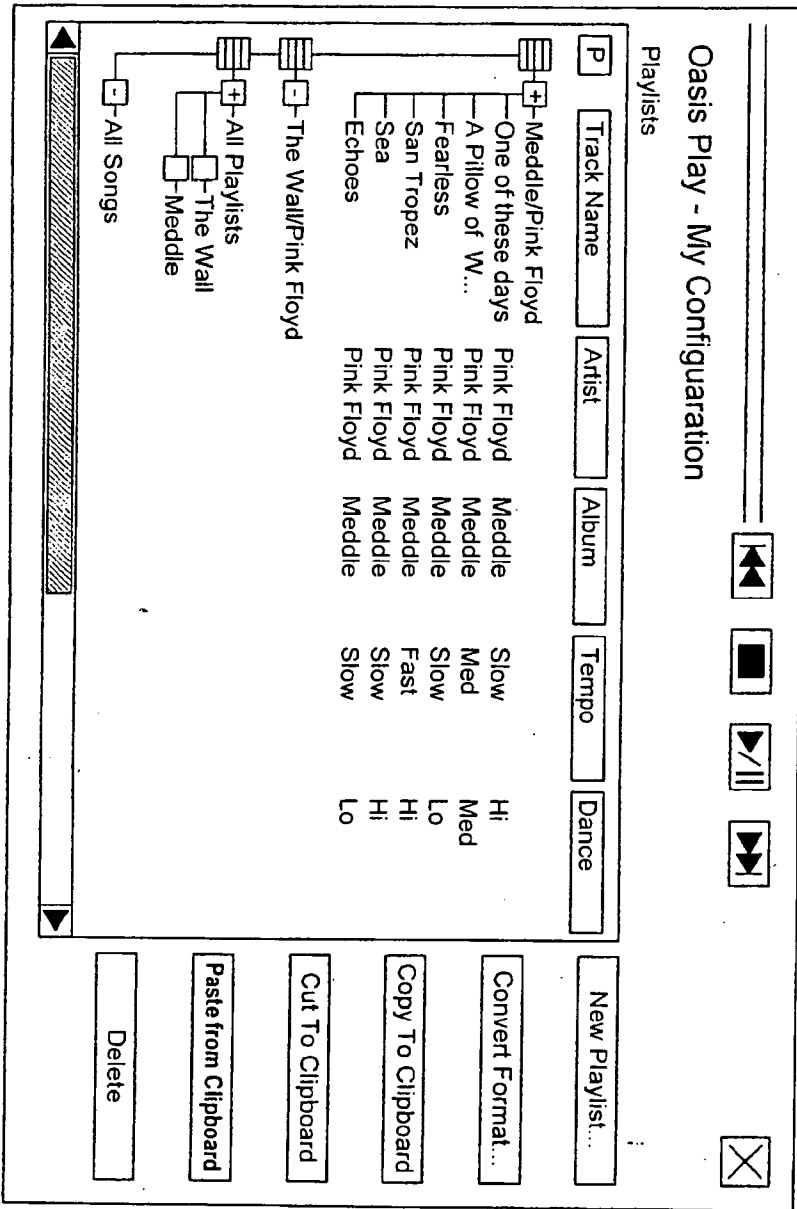 Oasis Play - My Configuaration
Playlists
P Track Name Artist Album Tempo Dance
+ Meddle/Pink Floyd
One of these days Pink Floyd Meddle Slow Hi
A Pillow of W... Pink Floyd Meddle Med Med
Fearless Pink Floyd Meddle Slow Lo
San Tropez Pink Floyd Meddle Fast Hi
Sea Pink Floyd Meddle Slow Hi
Echoes Pink Floyd Meddle Slow Lo
- The Wall/Pink Floyd
+ All Playlists
The Wall
Meddle
- All Songs
New Playlist...
Convert Format...
Copy To Clipboard
Cut To Clipboard
Paste from Clipboard
Delete